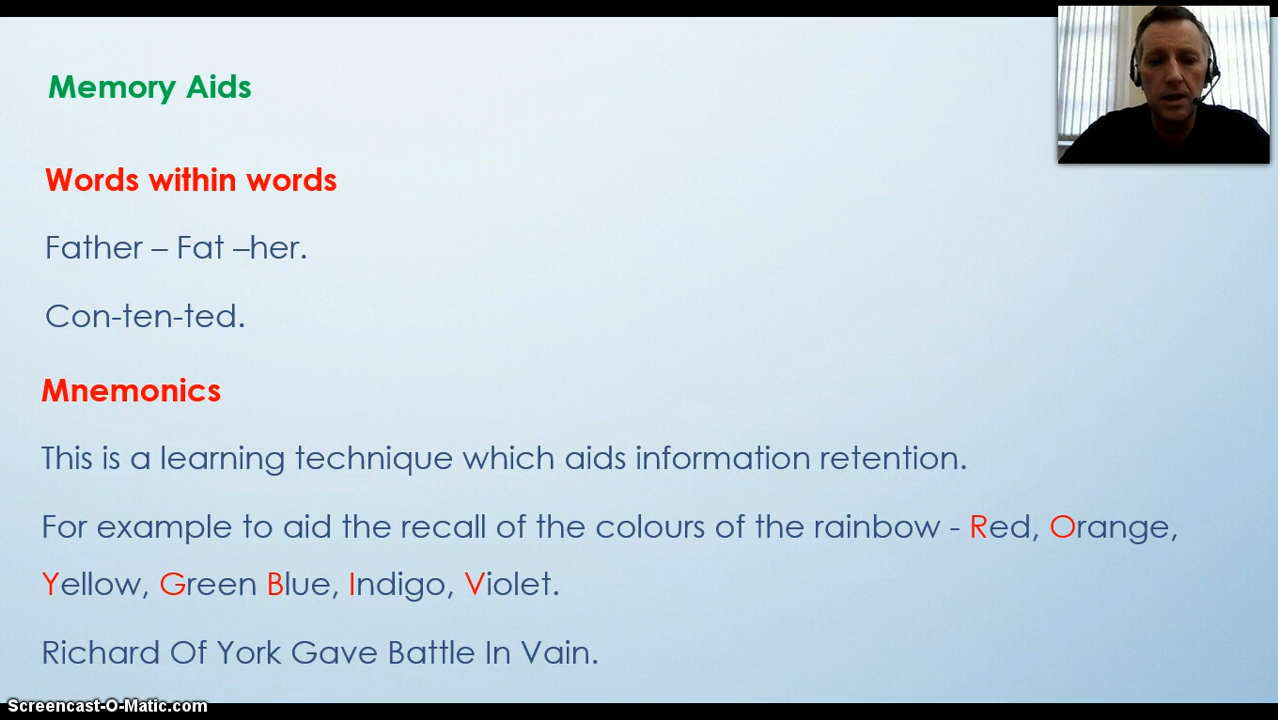 Memory Aids
Words within words
Father – Fat –her.
Con-ten-ted.
Mnemonics
This is a learning technique which aids information retention.
For example to aid the recall of the colours of the rainbow - Red, Orange,
Yellow, Green Blue, Indigo, Violet.
Richard Of York Gave Battle In Vain.
Screencast-O-Matic.com